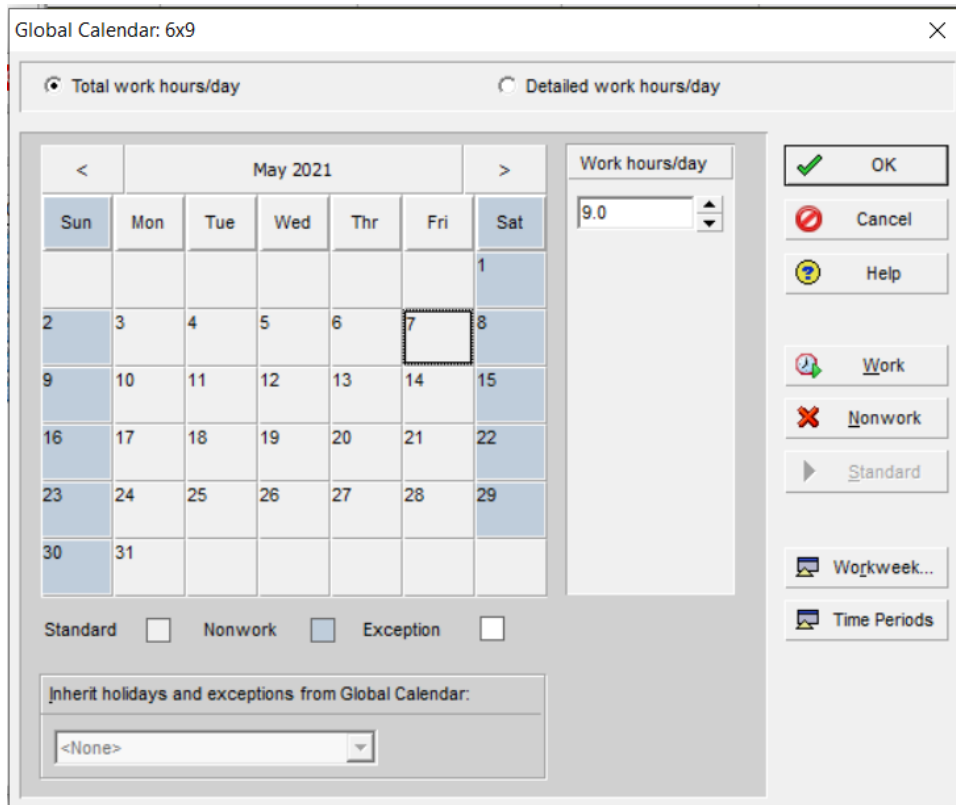 Global Calendar: 6x9
Total work hours/day Detailed work hours/day
< May 2021 > Work hours/day OK
Sun Mon Tue Wed Thr Fri Sat 9.0 Cancel
1 Help
2 3 4 5 6 7 8
9 10 11 12 13 14 15 Work
16 17 18 19 20 21 22 Nonwork
23 24 25 26 27 28 29 Standard
30 31 Workweek...
Standard Nonwork Exception Time Periods
Inherit holidays and exceptions from Global Calendar:
<None>